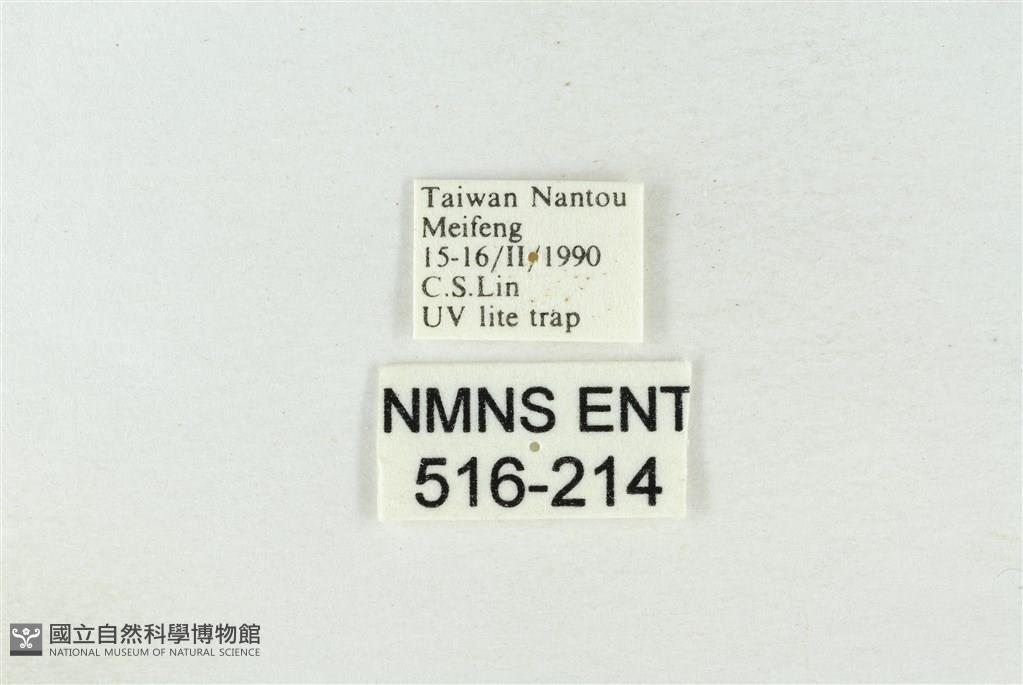 Taiwan Nantou
Meifeng
15-16/II/1990
C.S.Lin
UV lite trap
NMNS ENT
516-214
國立自然科學博物館
NATIONAL MUSEUM OF NATURAL SCIENCE